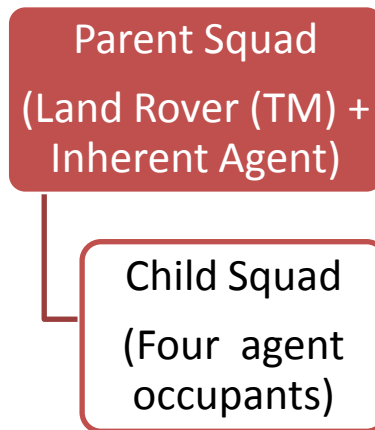 Parent Squad
(Land Rover (TM) +
Inherent Agent)
Child Squad
(Four agent
occupants)